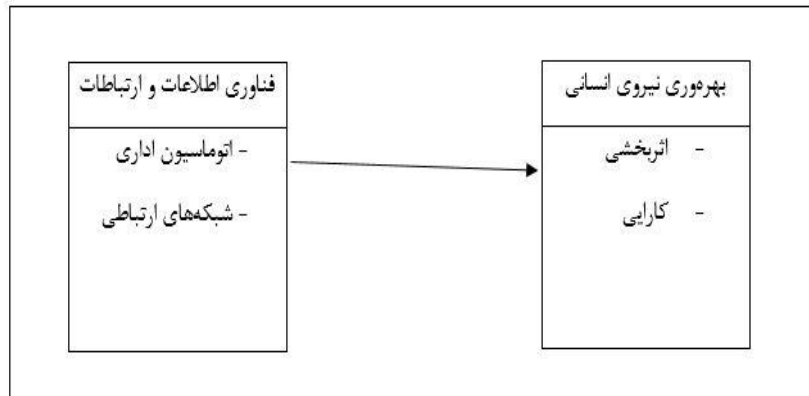 فناوری اطلاعات و ارتباطات
- اتوماسیون اداری
- شبکه‌های ارتباطی
بهره‌وری نیروی انسانی
- اثربخشی
- کارایی